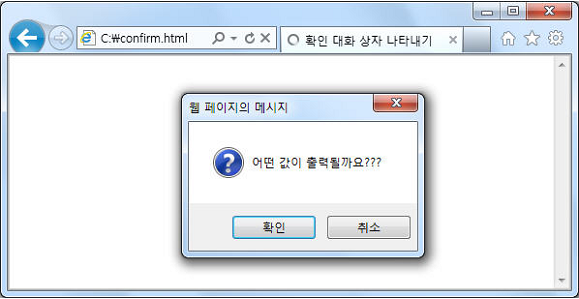 C:\confirm.html
확인 대화 상자 나타내기
웹 페이지의 메시지
어떤 값이 출력될까요???
확인
취소